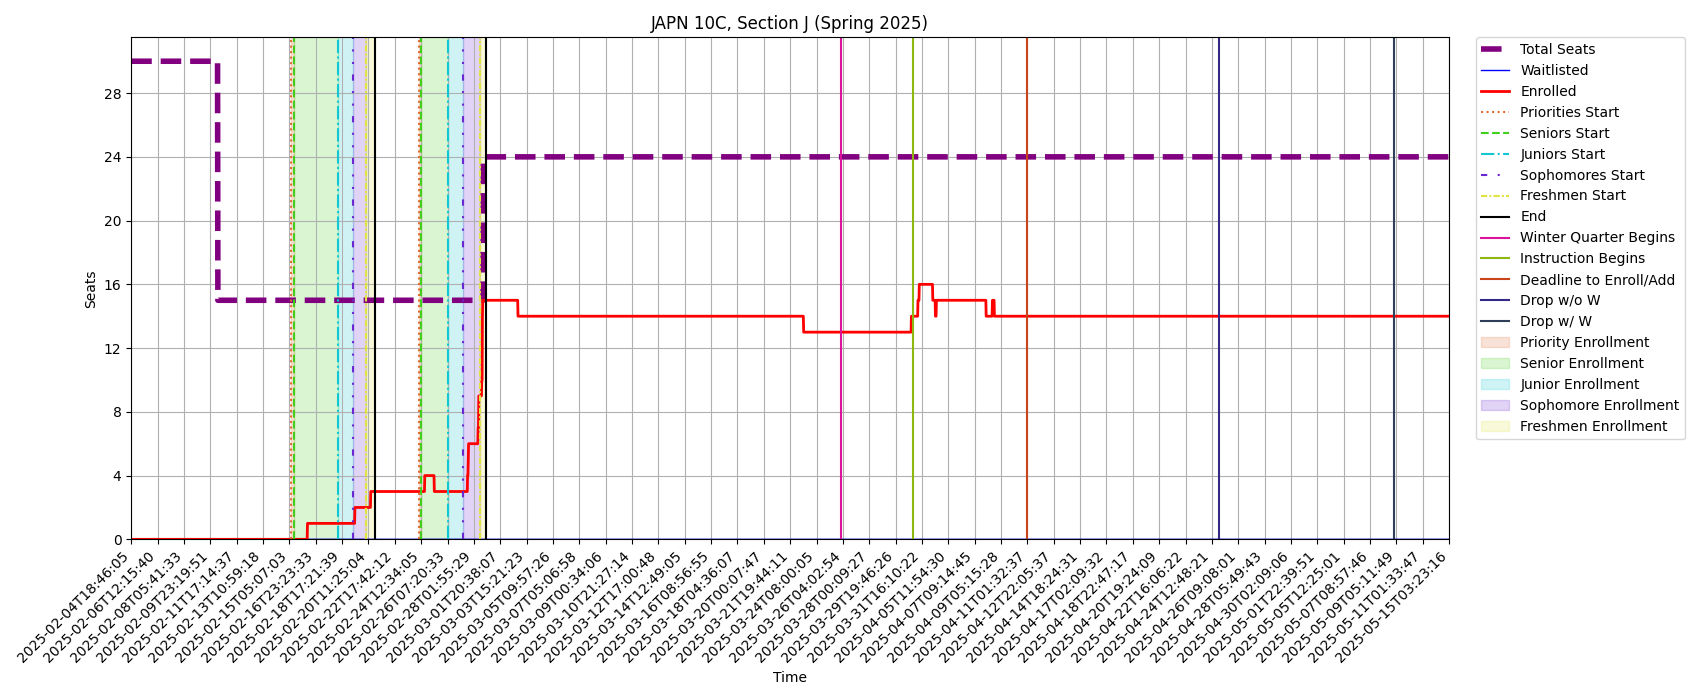 JAPN 10C, Section J (Spring 2025)
Seats
28
24
20
16
12
8
4
0
2025-02-04T18:46:05
2025-02-06T12:15:40
2025-02-08T05:41:33
2025-02-09T23:19:51
2025-02-11T17:14:37
2025-02-13T10:59:18
2025-02-15T05:07:03
2025-02-16T23:23:33
2025-02-18T17:21:39
2025-02-20T11:25:04
2025-02-22T17:42:12
2025-02-24T12:34:05
2025-02-26T07:20:33
2025-02-28T01:55:29
2025-03-01T20:38:07
2025-03-03T15:21:23
2025-03-05T09:57:26
2025-03-07T05:06:58
2025-03-09T00:34:06
2025-03-10T21:27:14
2025-03-12T17:00:48
2025-03-14T12:49:05
2025-03-16T08:56:55
2025-03-18T04:36:07
2025-03-20T00:07:47
2025-03-21T19:44:11
2025-03-24T08:00:05
2025-03-26T04:02:54
2025-03-28T00:09:27
2025-03-29T19:46:26
2025-03-31T16:10:22
2025-04-05T11:54:30
2025-04-07T09:14:45
2025-04-09T05:15:28
2025-04-11T01:32:37
2025-04-12T22:05:37
2025-04-14T18:24:31
2025-04-17T02:09:32
2025-04-18T22:47:17
2025-04-20T19:24:09
2025-04-22T16:06:22
2025-04-24T12:48:21
2025-04-26T09:08:01
2025-04-28T05:49:43
2025-04-30T02:09:06
2025-05-01T22:39:51
2025-05-05T12:25:01
2025-05-07T08:57:46
2025-05-09T05:11:49
2025-05-11T01:33:47
2025-05-15T03:23:16
Time
Total Seats
Waitlisted
Enrolled
Priorities Start
Seniors Start
Juniors Start
Sophomores Start
Freshmen Start
End
Winter Quarter Begins
Instruction Begins
Deadline to Enroll/Add
Drop w/o W
Drop w/ W
Priority Enrollment
Senior Enrollment
Junior Enrollment
Sophomore Enrollment
Freshmen Enrollment